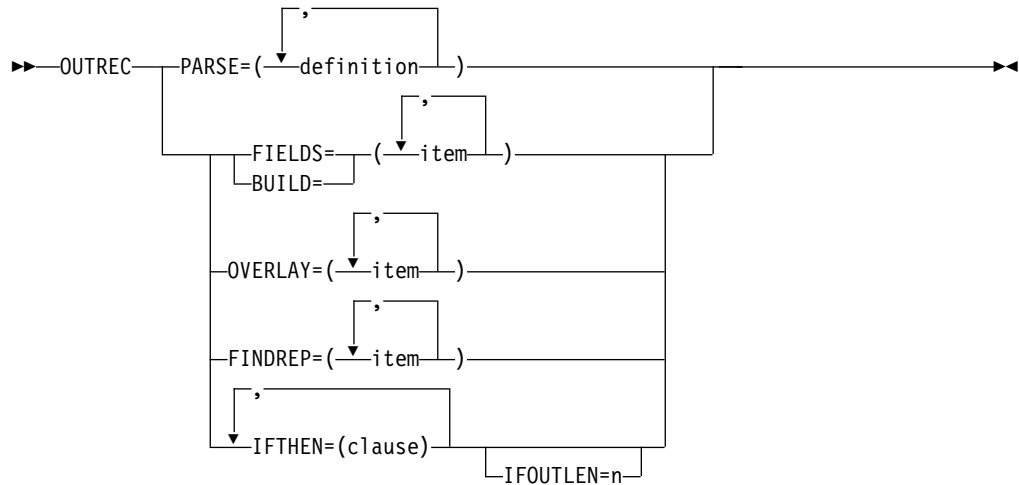 ,
OUTREC PARSE=( definition )
,
FIELDS= ( item )
BUILD=
,
OVERLAY=( item )
,
FINDREP=( item )
,
IFTHEN=(clause)
IFOUTLEN=n